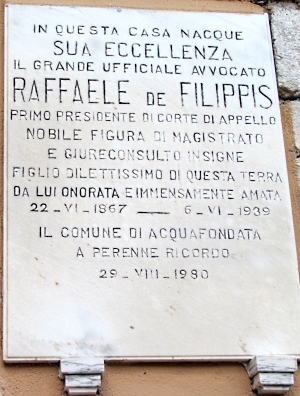 IN QUESTA CASA NACQUE
SUA ECCELLENZA
IL GRANDE UFFICIALE AVVOCATO
RAFFAELE DE FILIPPIS
PRIMO PRESIDENTE DI CORTE DI APPELLO
NOBILE FIGURA DI MAGISTRATO
E GIURECONSULTO INSIGNE
FIGLIO DILETTISSIMO DI QUESTA TERRA
DA LUI ONORATA E IMMENSAMENTE AMATA
22 - VI - 1867 — 6 - VI - 1939
IL COMUNE DI ACQUAFONDATA
A PERENNE RICORDO
29 - VIII - 1980